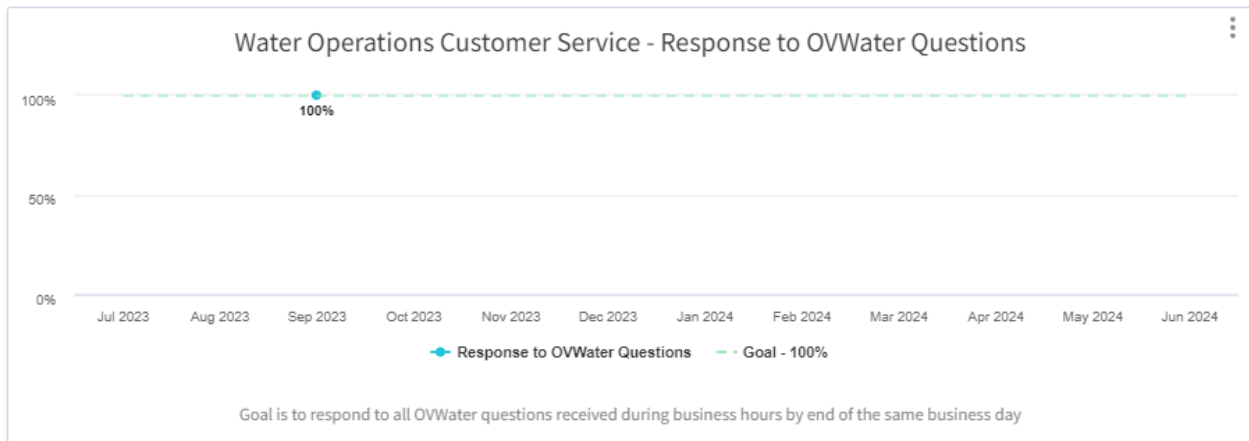 Water Operations Customer Service - Response to OVWater Questions
100%
100%
50%
0%
Jul 2023 Aug 2023 Sep 2023 Oct 2023 Nov 2023 Dec 2023 Jan 2024 Feb 2024 Mar 2024 Apr 2024 May 2024 Jun 2024
Response to OVWater Questions Goal - 100%
Goal is to respond to all OVWater questions received during business hours by end of the same business day